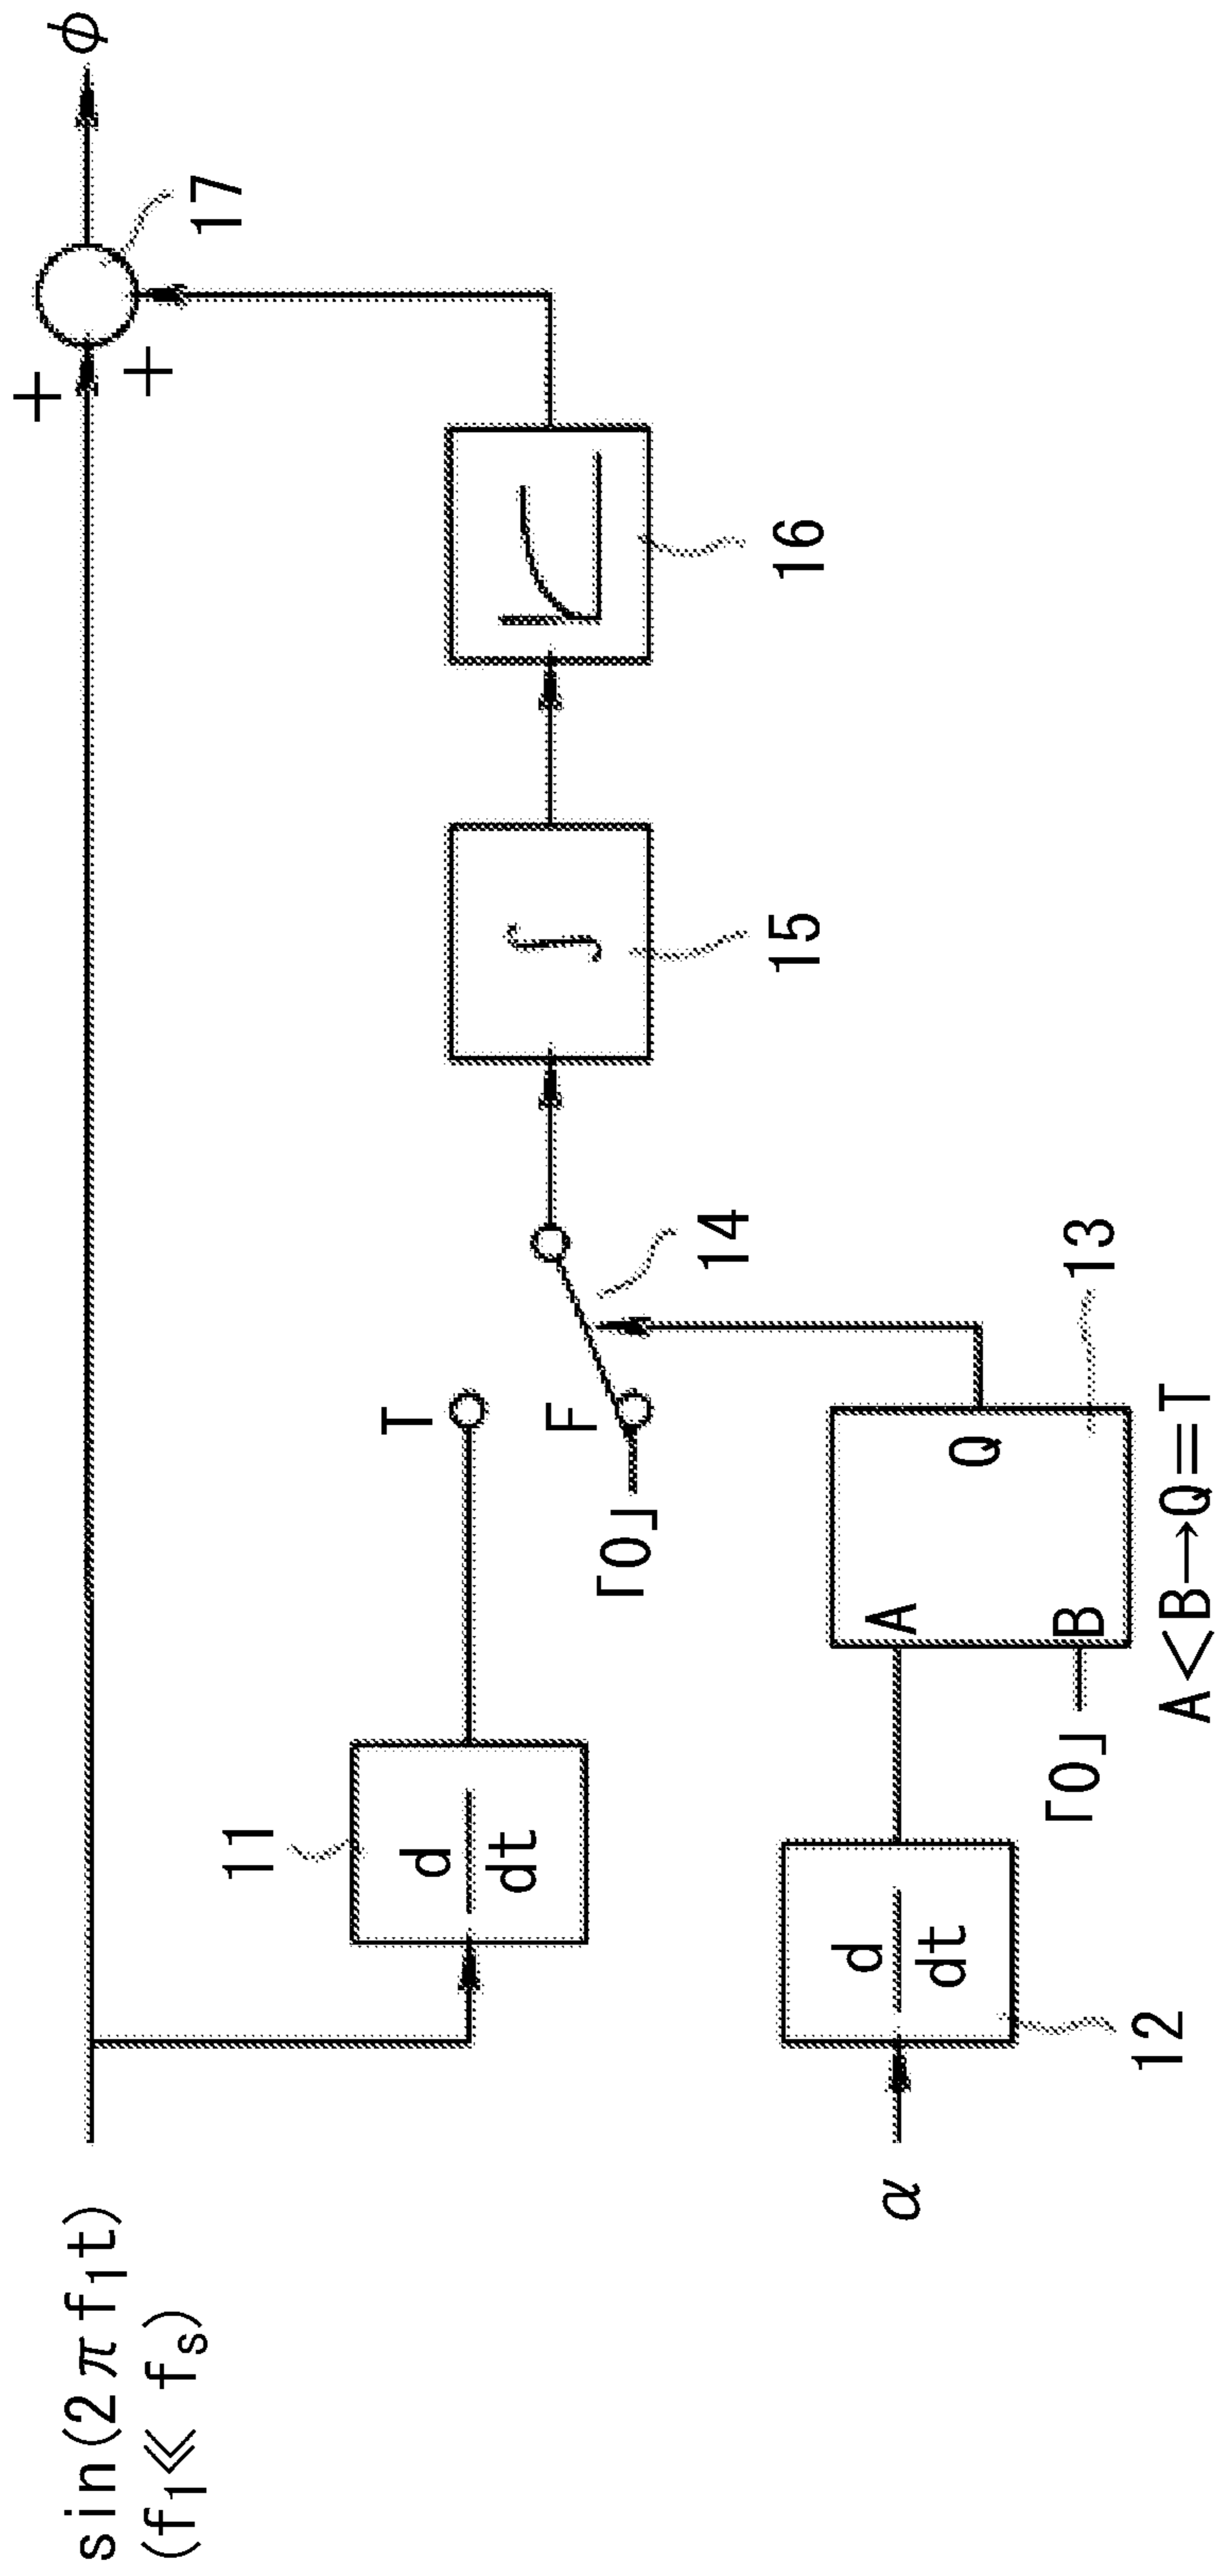 sin(2πf₁t)
(f₁≪fₛ)
11
d
dt
T
F
「0」
14
15
∫
16
+
+
17
ϕ
α
d
dt
12
A
B
Q
「0」
13
A<B→Q=T